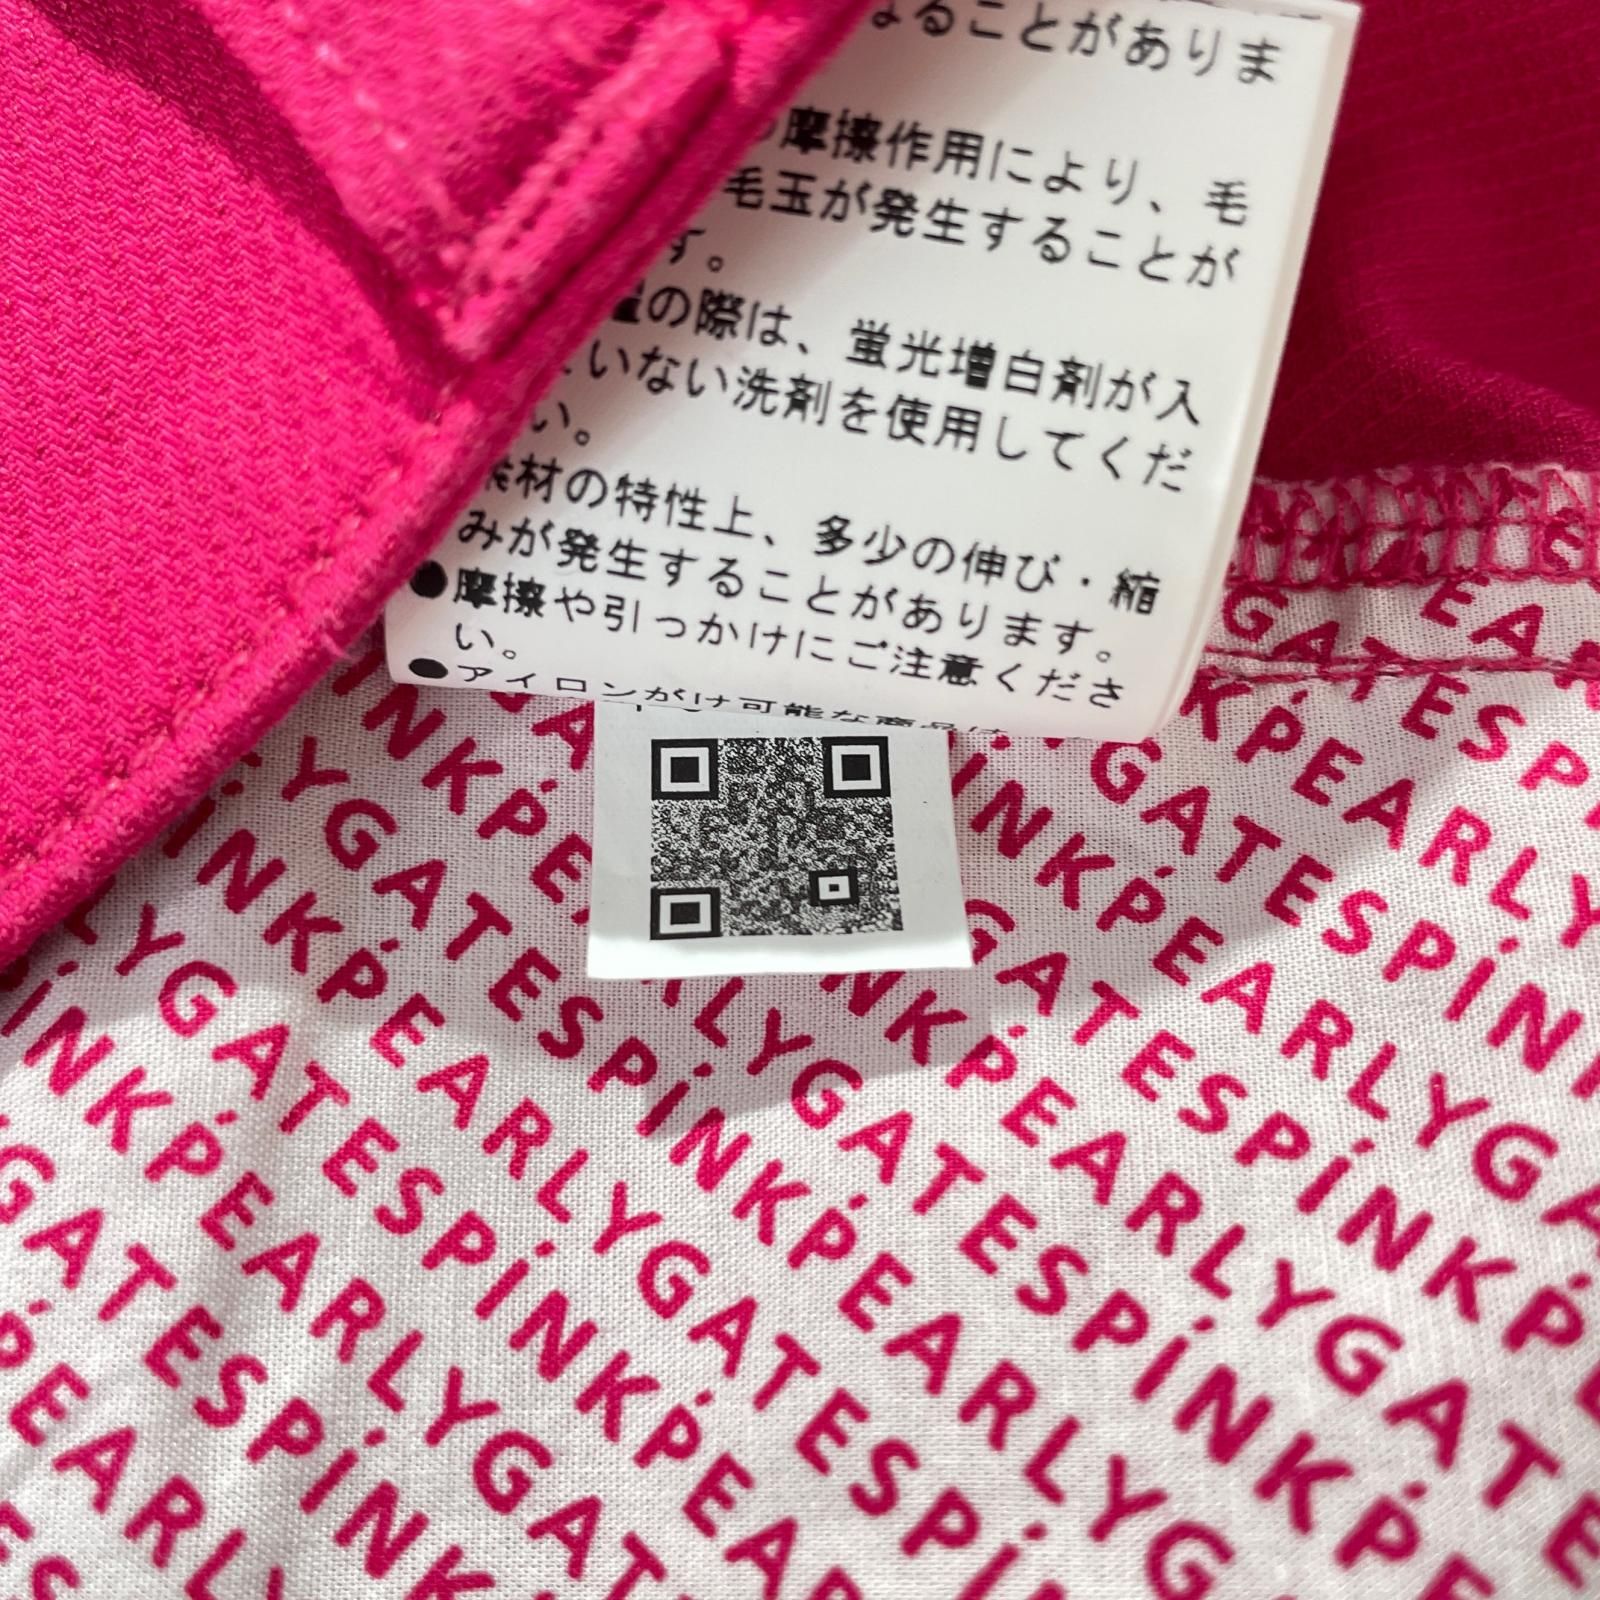 なることがありま
の摩擦作用により、毛
毛玉が発生することが
す。
の際は、蛍光増白剤が入
いない洗剤を使用してくだ
い。
素材の特性上、多少の伸び・縮
みが発生することがあります。
●摩擦や引っかけにご注意くださ
い。
●アイロンがけ可能な商品は
PINKPEARLYGATESPINKPEARLYGATES